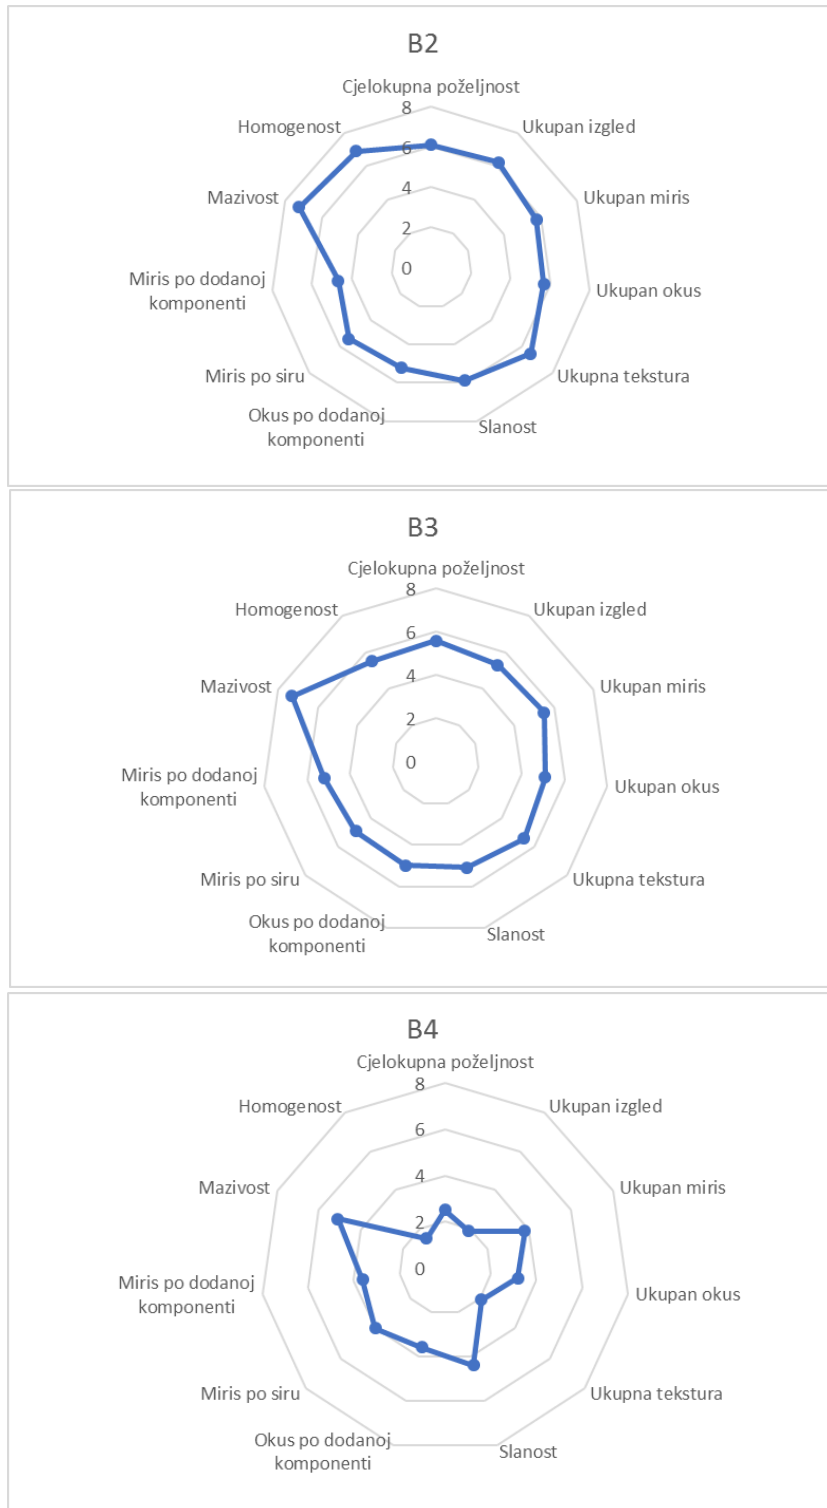 B2
Cjelokupna poželjnost
8
Homogenost
Ukupan izgled
6
Mazivost
4
Ukupan miris
2
Miris po dodanoj
komponenti
0
Ukupan okus
Miris po siru
Ukupna tekstura
Okus po dodanoj
komponenti
Slanost
B3
Cjelokupna poželjnost
8
Homogenost
Ukupan izgled
6
Mazivost
4
Ukupan miris
2
Miris po dodanoj
komponenti
0
Ukupan okus
Miris po siru
Ukupna tekstura
Okus po dodanoj
komponenti
Slanost
B4
Cjelokupna poželjnost
8
Homogenost
Ukupan izgled
6
Mazivost
4
Ukupan miris
2
Miris po dodanoj
komponenti
0
Ukupan okus
Miris po siru
Ukupna tekstura
Okus po dodanoj
komponenti
Slanost